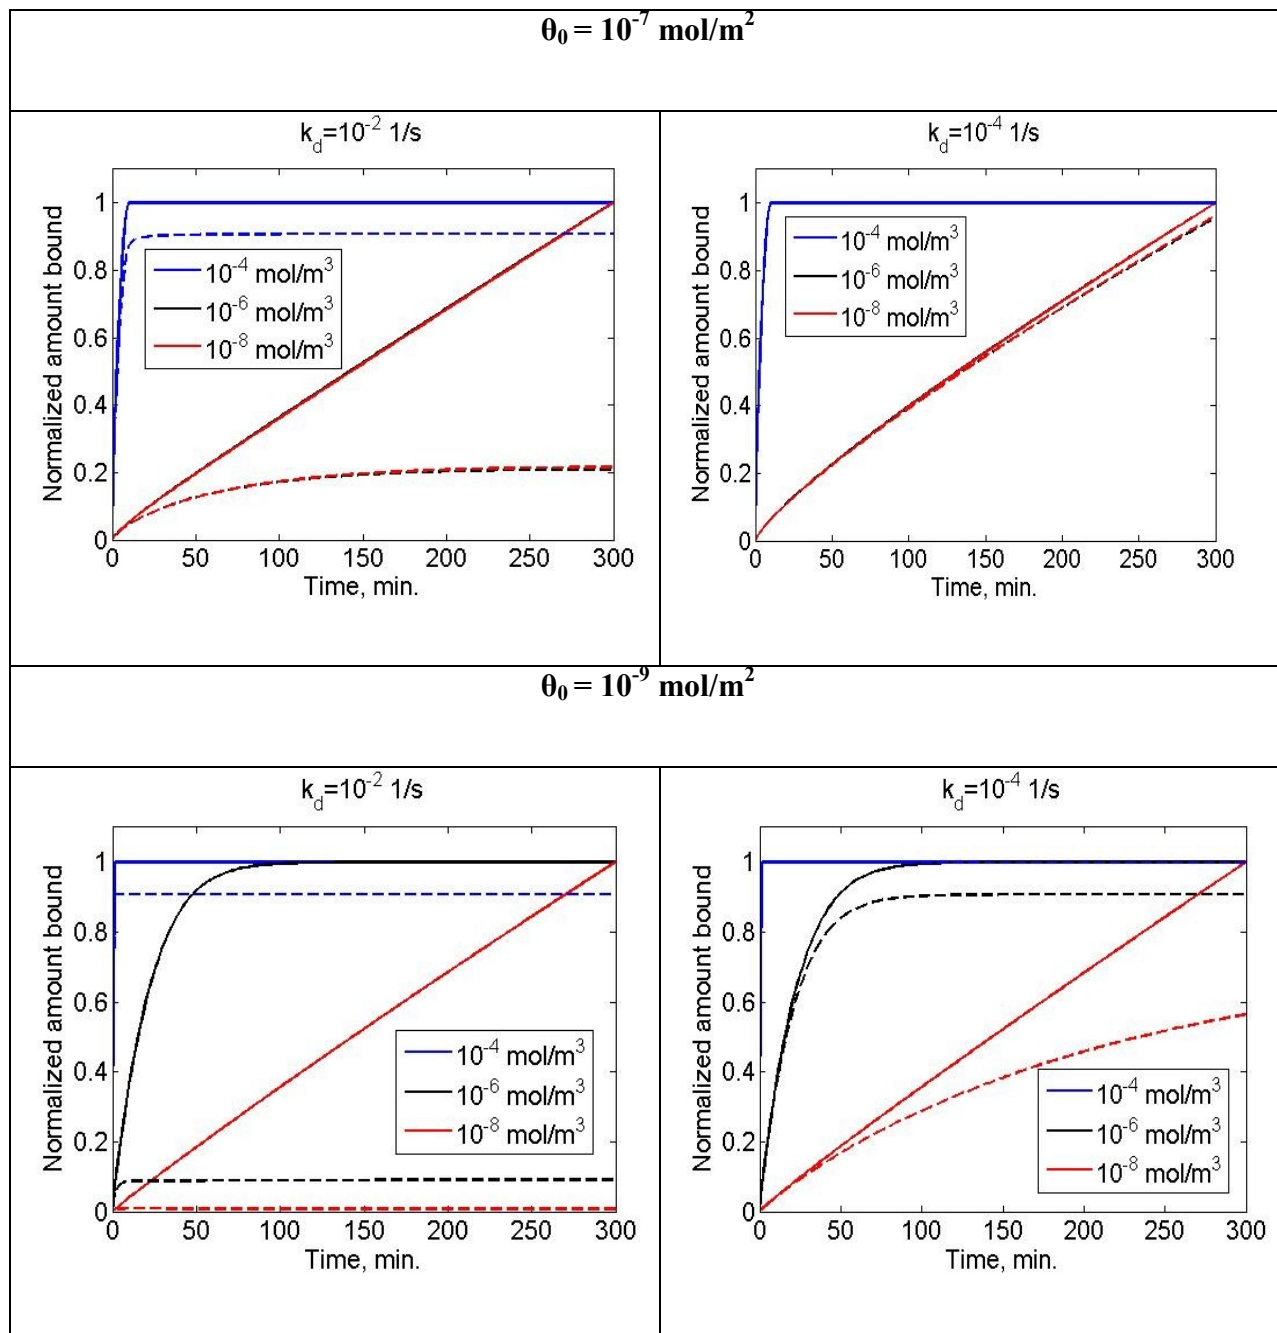 θ₀ = 10⁻⁷ mol/m²
k_d=10⁻² 1/s
Normalized amount bound
1
0.8
0.6
0.4
0.2
0
10⁻⁴ mol/m³
10⁻⁶ mol/m³
10⁻⁸ mol/m³
0 50 100 150 200 250 300
Time, min.
k_d=10⁻⁴ 1/s
Normalized amount bound
1
0.8
0.6
0.4
0.2
0
10⁻⁴ mol/m³
10⁻⁶ mol/m³
10⁻⁸ mol/m³
0 50 100 150 200 250 300
Time, min.
θ₀ = 10⁻⁹ mol/m²
k_d=10⁻² 1/s
Normalized amount bound
1
0.8
0.6
0.4
0.2
0
10⁻⁴ mol/m³
10⁻⁶ mol/m³
10⁻⁸ mol/m³
0 50 100 150 200 250 300
Time, min.
k_d=10⁻⁴ 1/s
Normalized amount bound
1
0.8
0.6
0.4
0.2
0
10⁻⁴ mol/m³
10⁻⁶ mol/m³
10⁻⁸ mol/m³
0 50 100 150 200 250 300
Time, min.